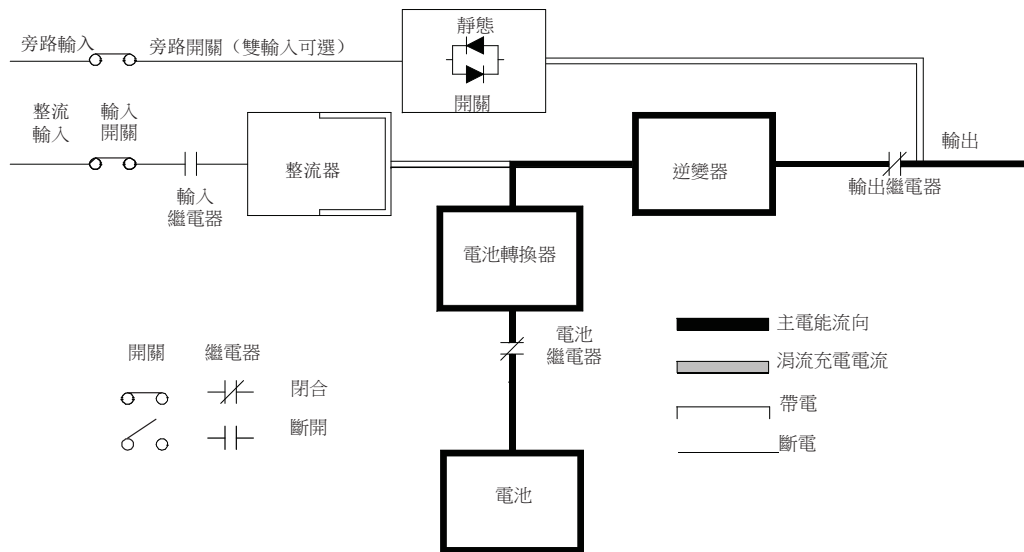 旁路輸入
旁路開關（雙輸入可選）
靜態
開關
整流
輸入
輸入
開關
輸入
繼電器
整流器
逆變器
輸出
輸出繼電器
電池轉換器
電池
繼電器
電池
開關
繼電器
閉合
斷開
主電能流向
涓流充電電流
帶電
斷電